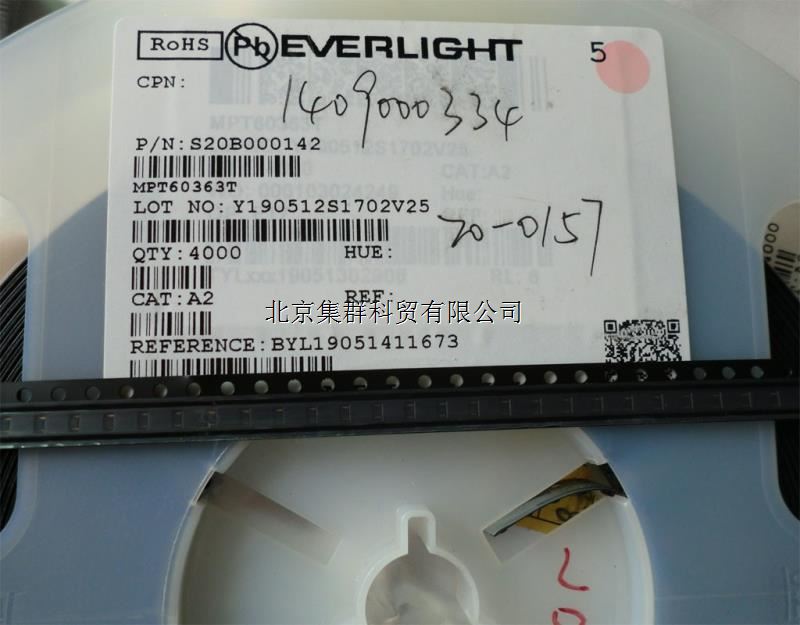 RoHS Pb EVERLIGHT 5
CPN:
1409000334
P/N:S20B000142
MPT60363T
LOT NO:Y190512S1702V25
20-0157
QTY:4000 HUE:
CAT:A2 REF:
北京集群科贸有限公司
REFERENCE:BYL19051411673